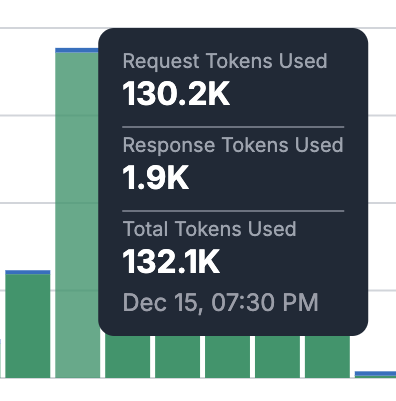 Request Tokens Used
130.2K
Response Tokens Used
1.9K
Total Tokens Used
132.1K
Dec 15, 07:30 PM